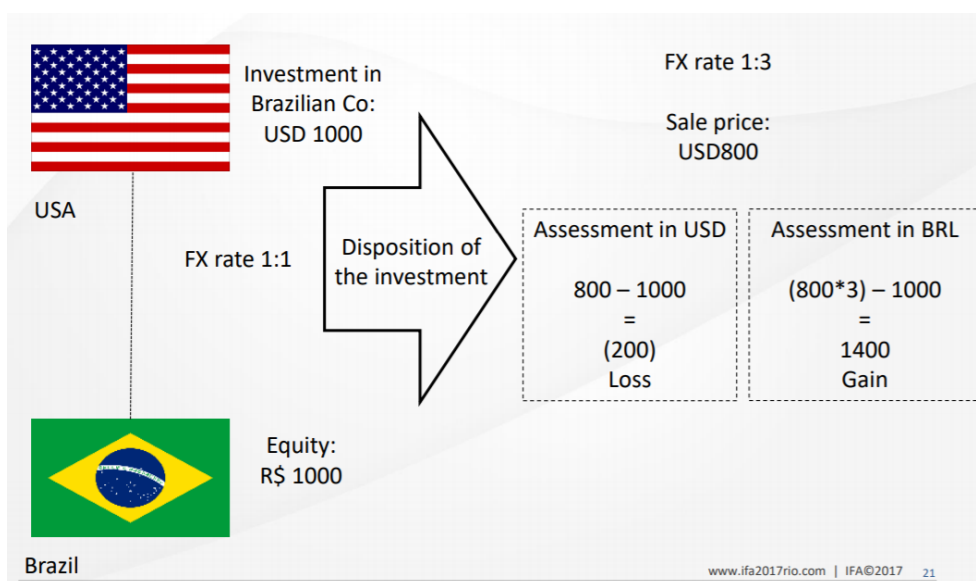 Investment in
Brazilian Co:
USD 1000
USA
FX rate 1:1
Equity:
R$ 1000
Brazil
Disposition of
the investment
FX rate 1:3
Sale price:
USD800
Assessment in USD
800 – 1000
=
(200)
Loss
Assessment in BRL
(800*3) – 1000
=
1400
Gain
www.ifa2017rio.com | IFA©2017 21